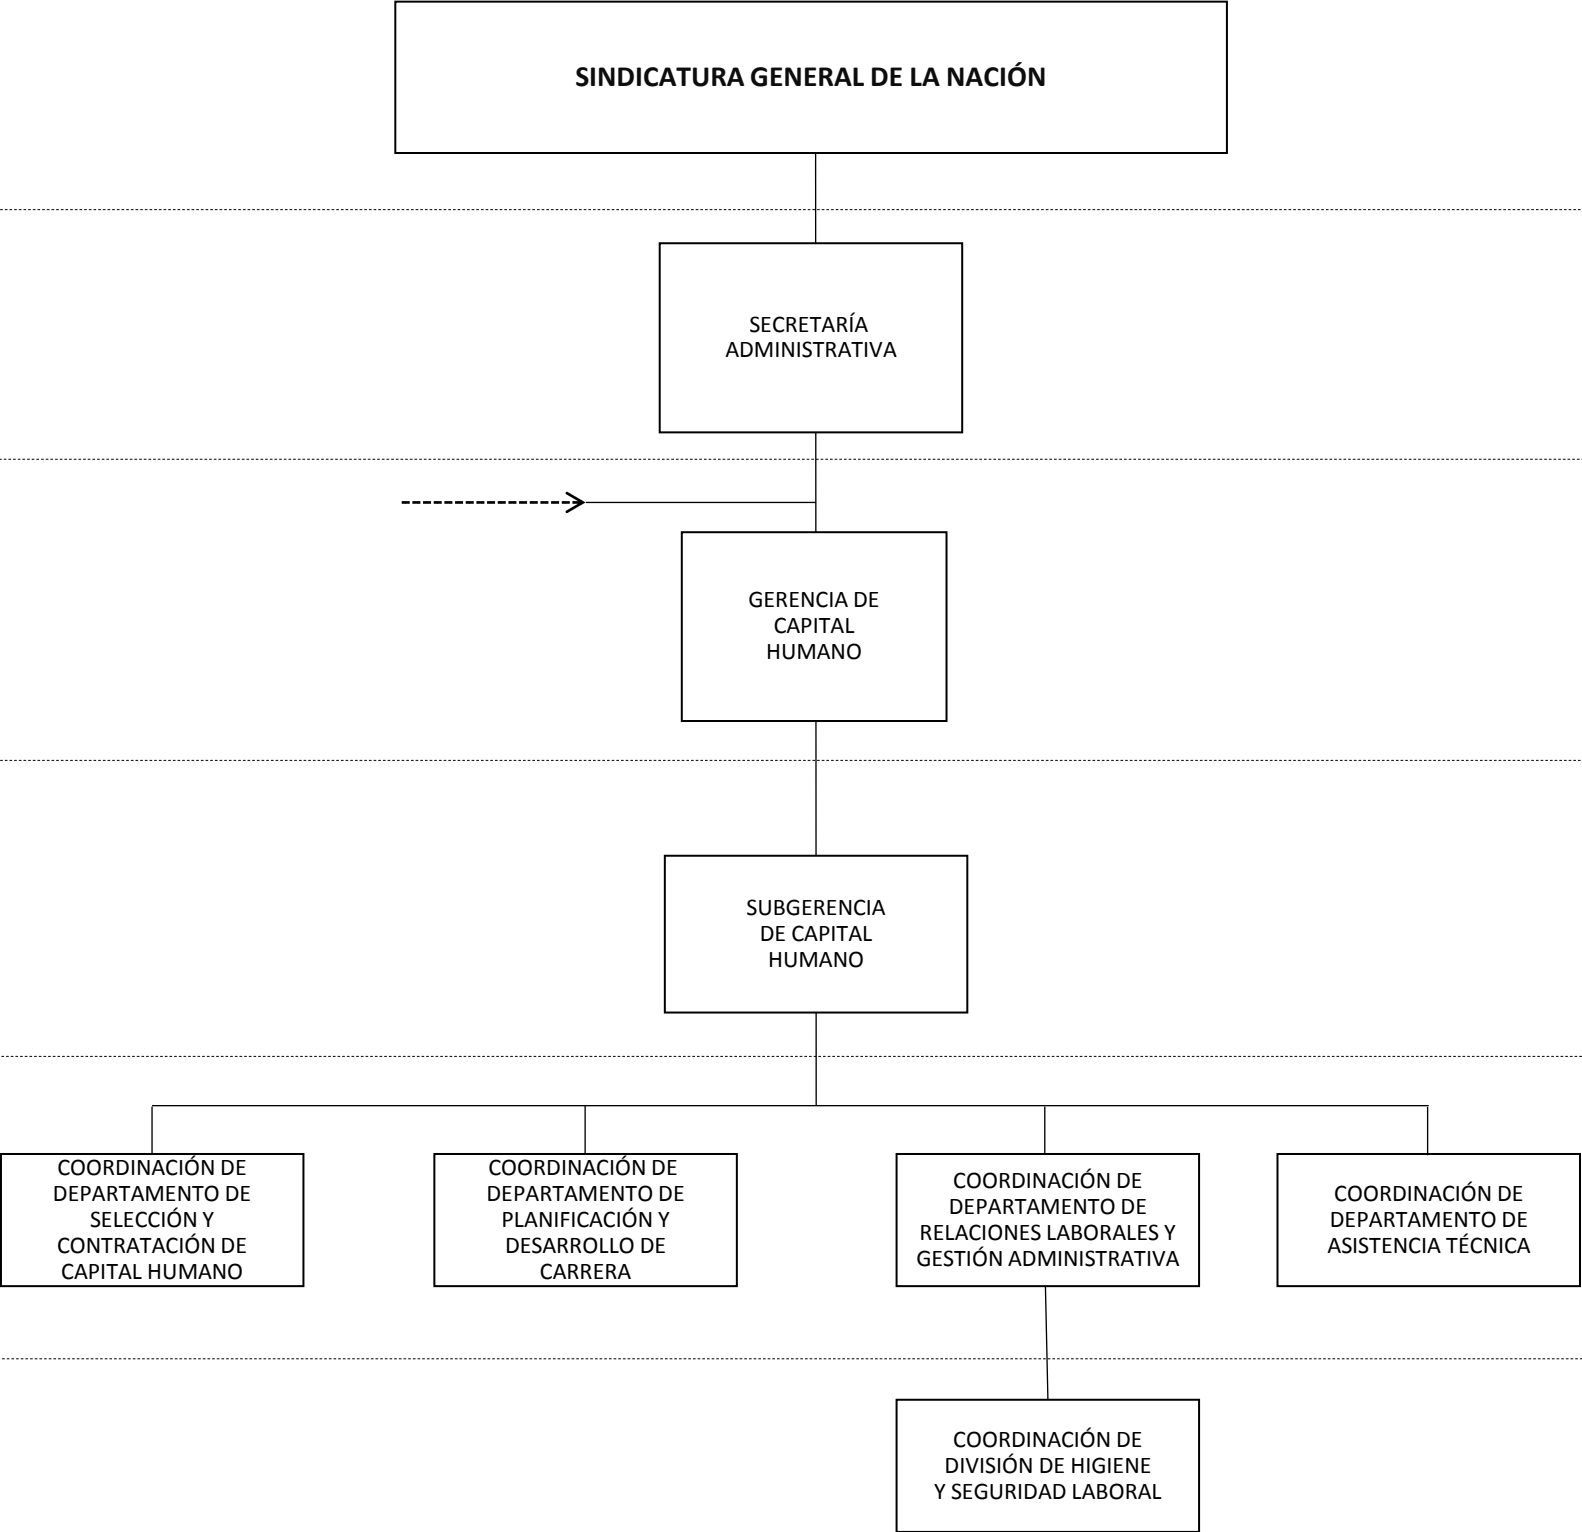 SINDICATURA GENERAL DE LA NACIÓN
SECRETARÍA
ADMINISTRATIVA
GERENCIA DE
CAPITAL
HUMANO
SUBGERENCIA
DE CAPITAL
HUMANO
COORDINACIÓN DE
DEPARTAMENTO DE
SELECCIÓN Y
CONTRATACIÓN DE
CAPITAL HUMANO
COORDINACIÓN DE
DEPARTAMENTO DE
PLANIFICACIÓN Y
DESARROLLO DE
CARRERA
COORDINACIÓN DE
DEPARTAMENTO DE
RELACIONES LABORALES Y
GESTIÓN ADMINISTRATIVA
COORDINACIÓN DE
DEPARTAMENTO DE
ASISTENCIA TÉCNICA
COORDINACIÓN DE
DIVISIÓN DE HIGIENE
Y SEGURIDAD LABORAL